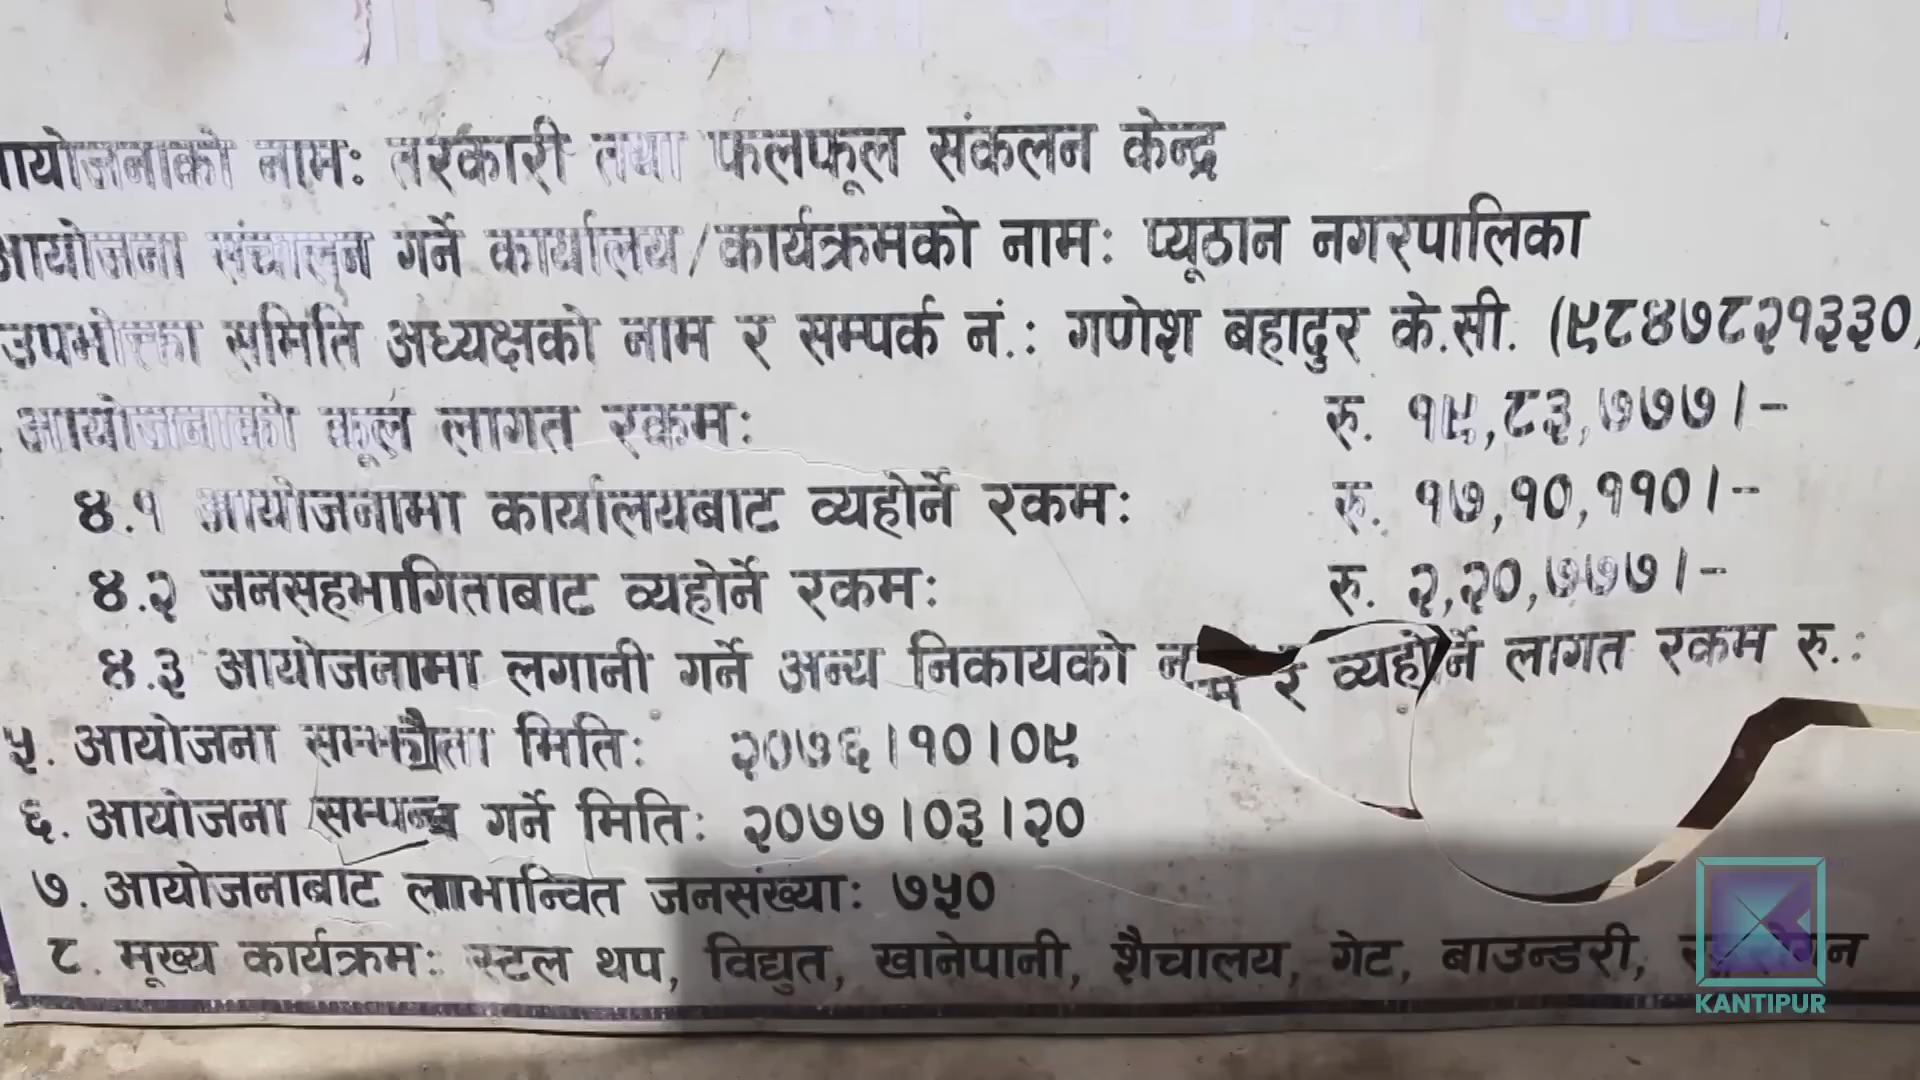 आयोजनाको नामः तरकारी तथा फलफूल संकलन केन्द्र
आयोजना संचालन गर्ने कार्यालय/कार्यक्रमको नामः प्यूठान नगरपालिका
उपभोक्ता समिति अध्यक्षको नाम र सम्पर्क नं.: गणेश बहादुर के.सी. (९८४७८२१३३०)
आयोजनाको कूल लागत रकमः रु. १९,८३,७७७।-
४.१ आयोजनामा कार्यालयबाट व्यहोर्ने रकमः रु. १७,१०,११०।-
४.२ जनसहभागिताबाट व्यहोर्ने रकमः रु. २,२०,७७७।-
४.३ आयोजनामा लगानी गर्ने अन्य निकायको र व्यहोर्ने लागत रकम रु.:
५. आयोजना सम्झौता मितिः २०७६।१०।०९
६. आयोजना सम्पन्न गर्ने मितिः २०७७।०३।२०
७. आयोजनाबाट लाभान्वित जनसंख्याः ७५०
८. मूख्य कार्यक्रमः स्टल थप, विद्युत, खानेपानी, शैचालय, गेट, बाउन्डरी,
KANTIPUR